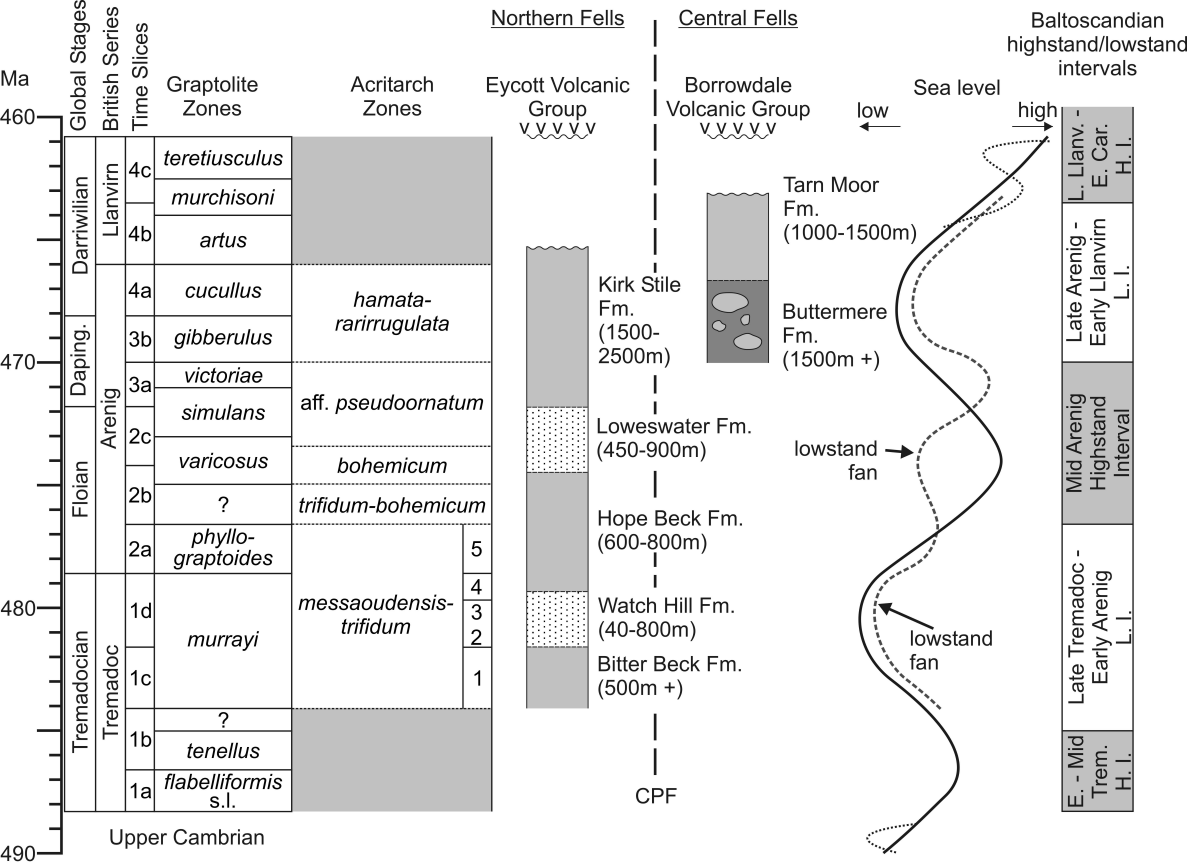 Ma
Global Stages
British Series
Time Slices
Graptolite
Zones
Acritarch
Zones
Northern Fells
Eycott Volcanic
Group
V V V V V
Central Fells
Borrowdale
Volcanic Group
V V V V V
Sea level
low
high
Baltoscandian
highstand/lowstand
intervals
460
470
480
490
Darriwilian
Daping.
Floian
Tremadocian
Llanvirn
Arenig
Tremadoc
4c
4b
4a
3b
3a
2c
2b
2a
1d
1c
1b
1a
teretiusculus
murchisoni
artus
cucullus
gibberulus
victoriae
simulans
varicosus
?
phyllo-
graptoides
murrayi
?
tenellus
flabelliformis
s.l.
Upper Cambrian
hamata-
rarirrugulata
aff. pseudoornatum
bohemicum
trifidum-bohemicum
messaoudensis-
trifidum
5
4
3
2
1
Kirk Stile
Fm.
(1500-
2500m)
Loweswater Fm.
(450-900m)
Hope Beck Fm.
(600-800m)
Watch Hill Fm.
(40-800m)
Bitter Beck Fm.
(500m +)
CPF
Tarn Moor
Fm.
(1000-1500m)
Buttermere
Fm.
(1500m +)
lowstand
fan
lowstand
fan
L. Llanv. -
E. Car.
H. I.
Late Arenig -
Early Llanvirn
L. I.
Mid Arenig
Highstand
Interval
Late Tremadoc -
Early Arenig
L. I.
E. - Mid
Trem.
H. I.